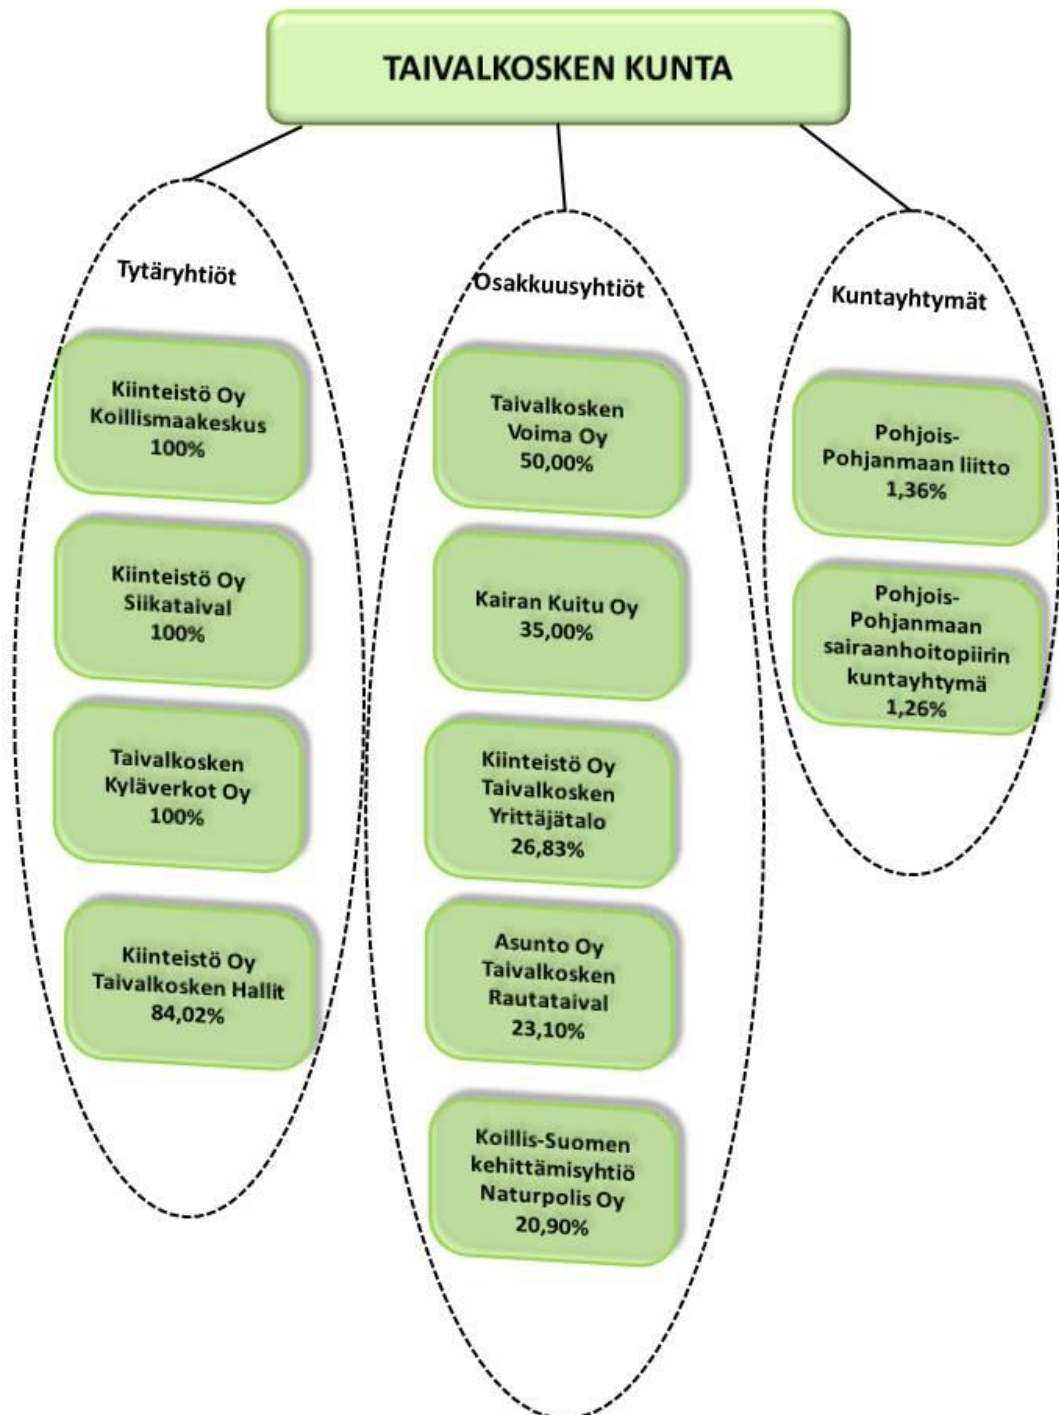 TAIVALKOSKEN KUNTA
Tytäryhtiöt
Kiinteistö Oy
Koillismaakeskus
100%
Kiinteistö Oy
Siikataival
100%
Taivalkosken
Kyläverkot Oy
100%
Kiinteistö Oy
Taivalkosken Hallit
84,02%
Osakkuusyhtiöt
Taivalkosken
Voima Oy
50,00%
Kairan Kuitu Oy
35,00%
Kiinteistö Oy
Taivalkosken
Yrittäjätalo
26,83%
Asunto Oy
Taivalkosken
Rautataival
23,10%
Koillis-Suomen
kehittämisyhtiö
Naturpolis Oy
20,90%
Kuntayhtymät
Pohjois-
Pohjanmaan liitto
1,36%
Pohjois-
Pohjanmaan
sairaanhoitopiirin
kuntayhtymä
1,26%